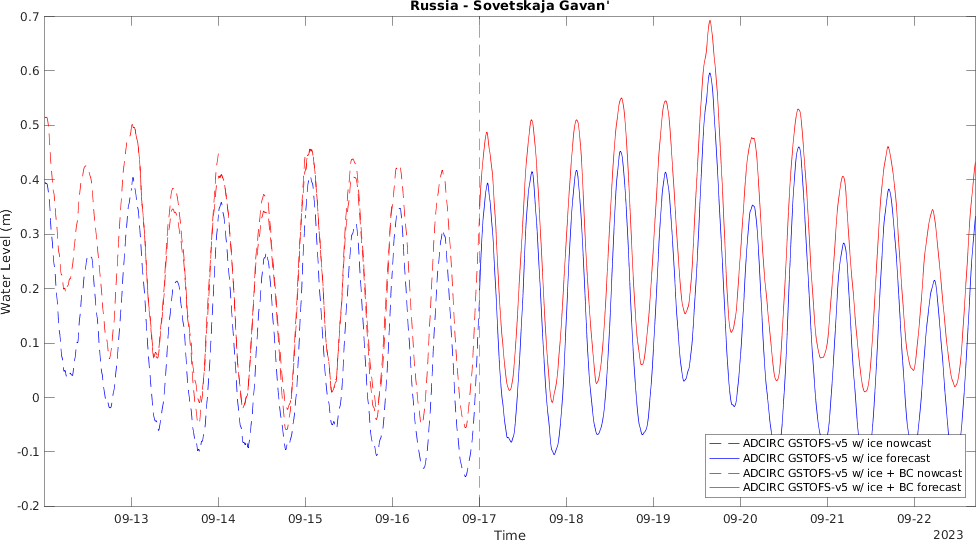 Russia - Sovetskaja Gavan'
0.7
0.6
0.5
0.4
0.3
0.2
0.1
0
-0.1
-0.2
Water Level (m)
09-13 09-14 09-15 09-16 09-17 09-18 09-19 09-20 09-21 09-22
Time
2023
ADCIRC GSTOFS-v5 w/ ice nowcast
ADCIRC GSTOFS-v5 w/ ice forecast
ADCIRC GSTOFS-v5 w/ ice + BC nowcast
ADCIRC GSTOFS-v5 w/ ice + BC forecast